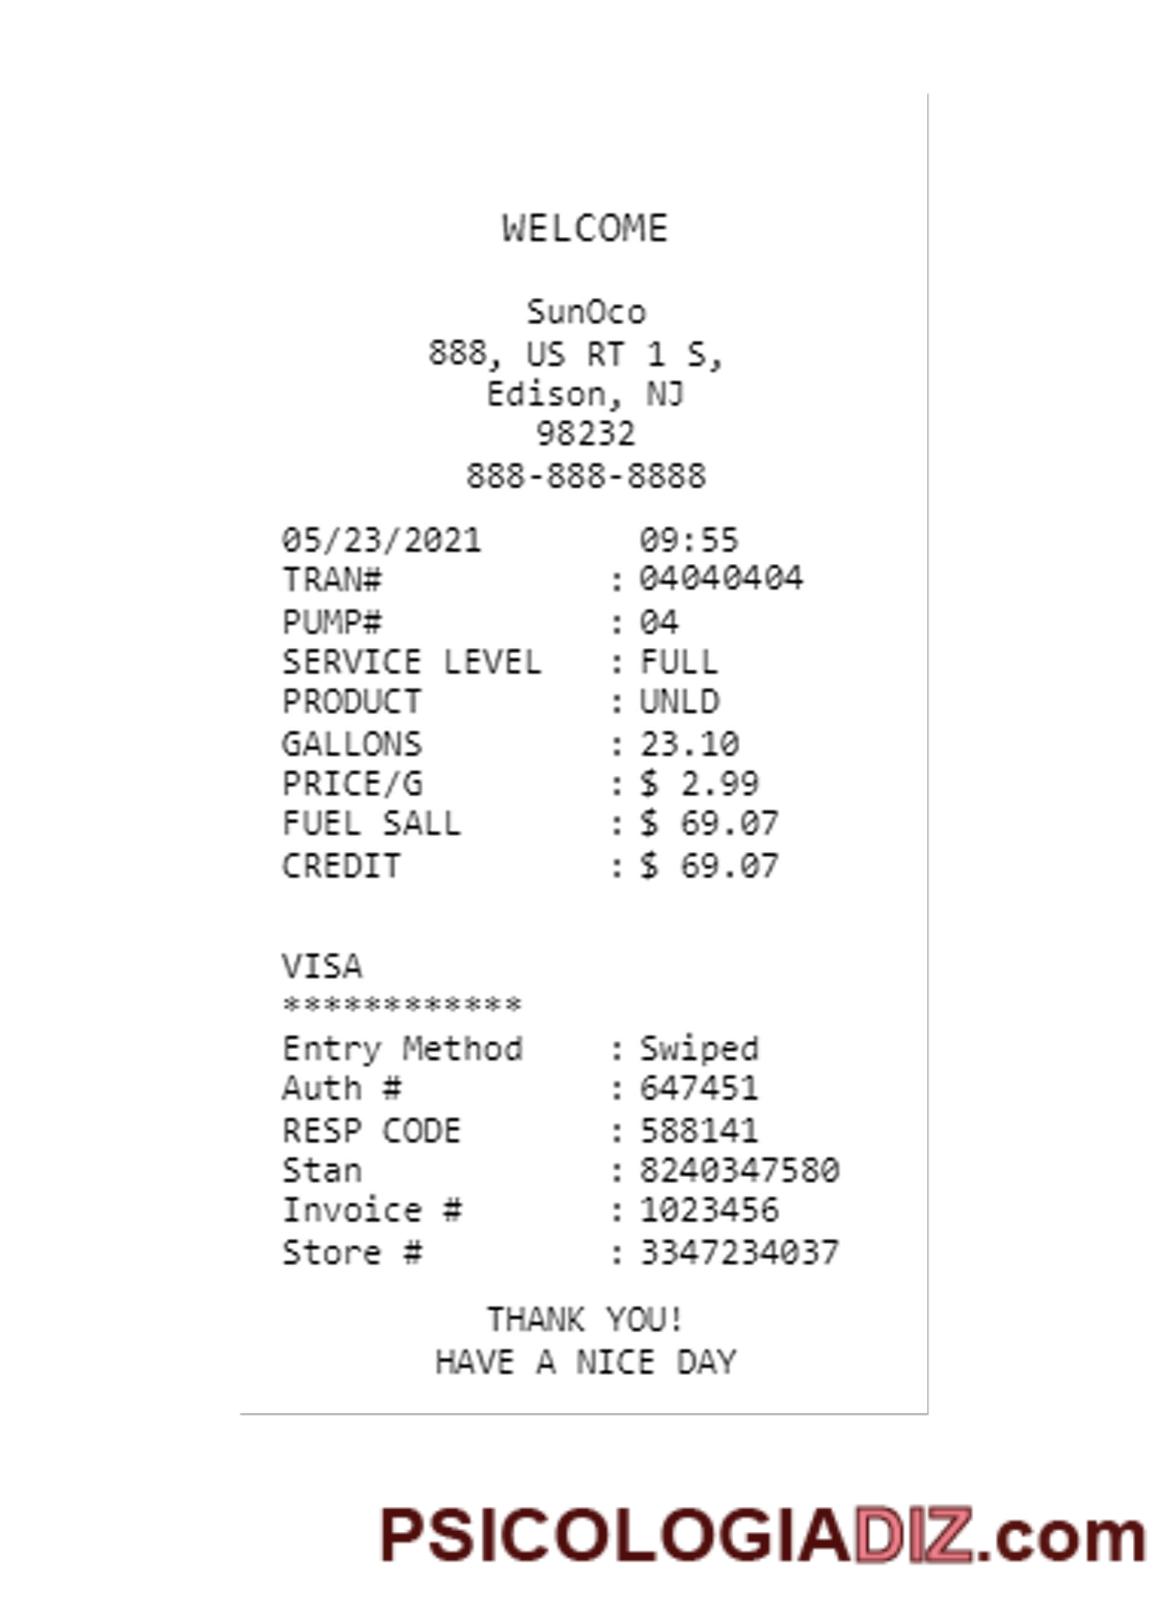 WELCOME
SunOco
888, US RT 1 S,
Edison, NJ
98232
888-888-8888
05/23/2021 09:55
TRAN# : 04040404
PUMP# : 04
SERVICE LEVEL : FULL
PRODUCT : UNLD
GALLONS : 23.10
PRICE/G : $ 2.99
FUEL SALL : $ 69.07
CREDIT : $ 69.07
VISA
************
Entry Method : Swiped
Auth # : 647451
RESP CODE : 588141
Stan : 8240347580
Invoice # : 1023456
Store # : 3347234037
THANK YOU!
HAVE A NICE DAY
PSICOLOGIADIZ.com